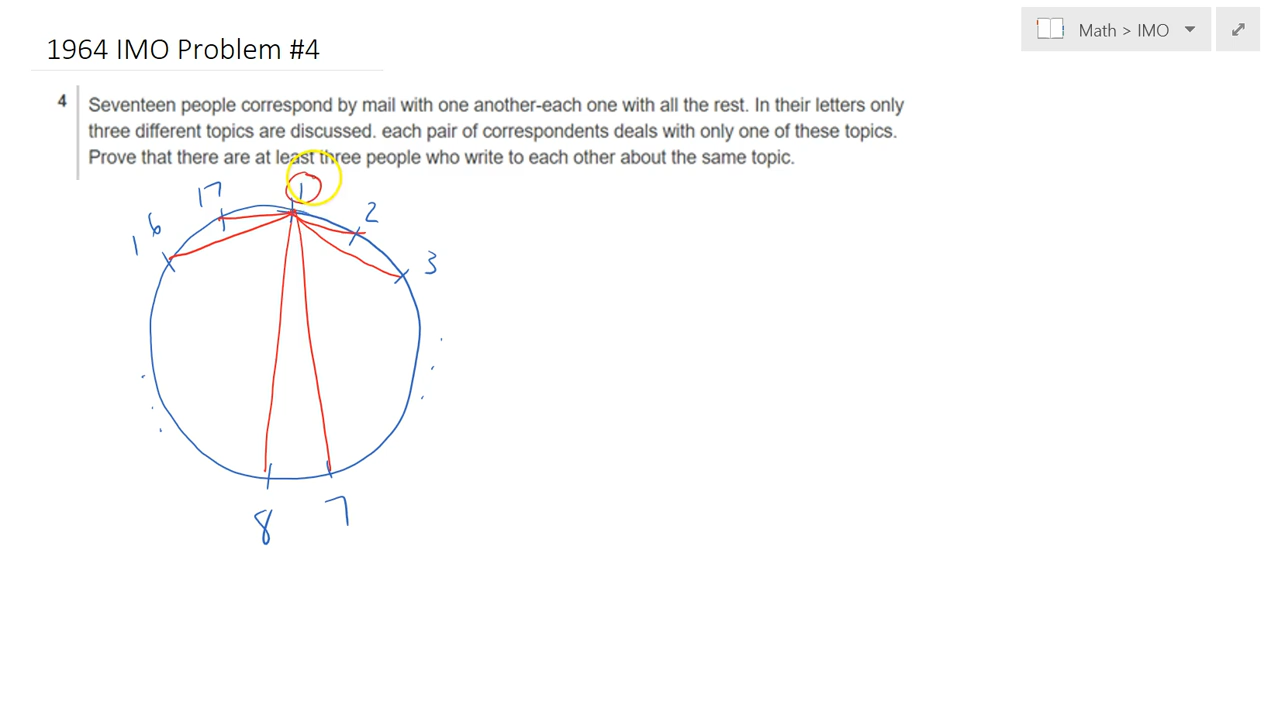 1964 IMO Problem #4
Math > IMO
4
Seventeen people correspond by mail with one another-each one with all the rest. In their letters only
three different topics are discussed. each pair of correspondents deals with only one of these topics.
Prove that there are at least three people who write to each other about the same topic.
17
1
2
16
3
8
7